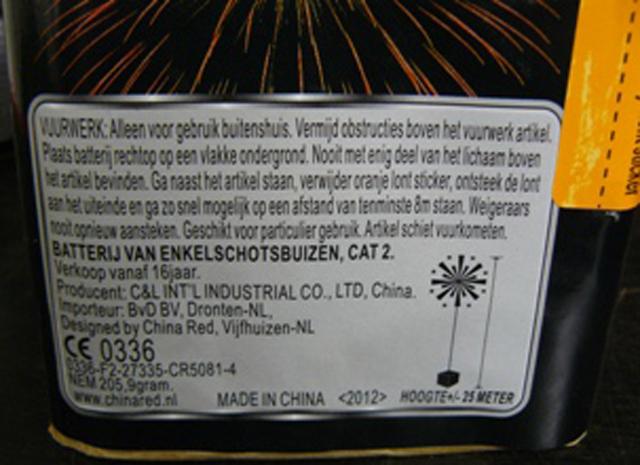 VUURWERK: Alleen voor gebruik buitenshuis. Vermijd obstructies boven het vuurwerk artikel.
Plaats batterij rechtop op een vlakke ondergrond. Nooit met enig deel van het lichaam boven
het artikel bevinden. Ga naast het artikel staan, verwijder oranje lont sticker, ontsteek de lont
aan het uiteinde en ga zo snel mogelijk op een afstand van tenminste 8m staan. Weigeraars
nooit opnieuw aansteken. Geschikt voor particulier gebruik. Artikel schiet vuurkometen.
BATTERIJ VAN ENKELSCHOTSBUIZEN, CAT 2.
Verkoop vanaf 16jaar.
Producent: C&L INT'L INDUSTRIAL CO., LTD, China.
Importeur: BvD BV, Dronten-NL,
Designed by China Red, Vijfhuizen-NL
CE 0336
0336-F2-27335-CR5081-4
NEM 205,9gram.
www.chinared.nl MADE IN CHINA <2012> HOOGTE+/- 25 METER